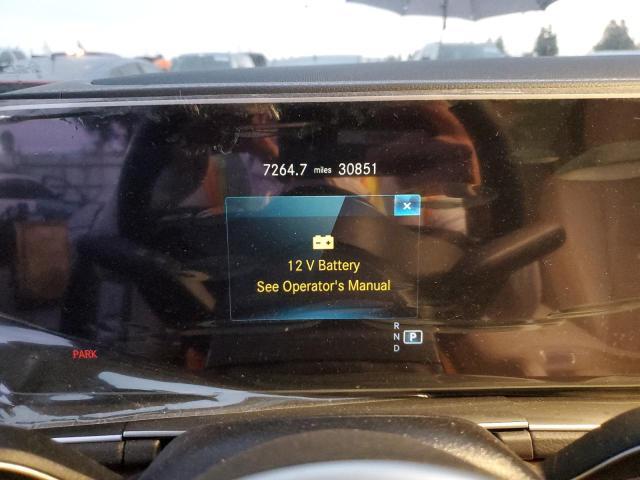 7264.7 miles 30851
×
12 V Battery
See Operator's Manual
R
N P
D
PARK